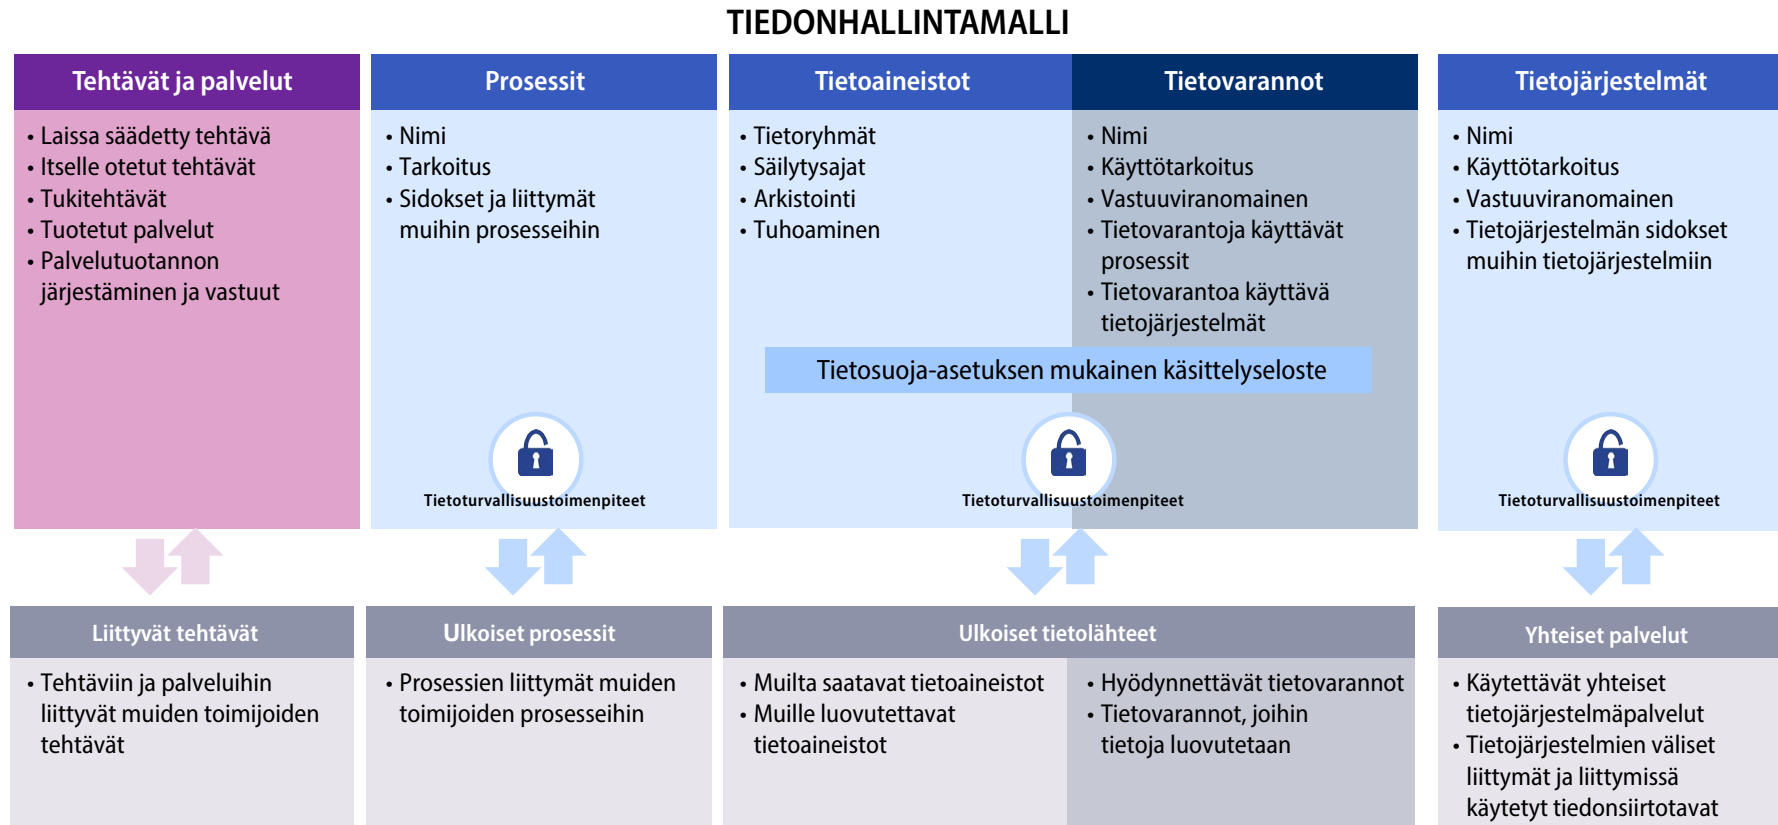 TIEDONHALLINTAMALLI
Tehtävät ja palvelut
• Laissa säädetty tehtävä
• Itselle otetut tehtävät
• Tukitehtävät
• Tuotetut palvelut
• Palvelutuotannon
järjestäminen ja vastuut
Prosessit
• Nimi
• Tarkoitus
• Sidokset ja liittymät
muihin prosesseihin
Tietoturvallisuustoimenpiteet
Tietoaineistot
• Tietoryhmät
• Säilytysajat
• Arkistointi
• Tuhoaminen
Tietovarannot
• Nimi
• Käyttötarkoitus
• Vastuuviranomainen
• Tietovarantoja käyttävät
prosessit
• Tietovarantoa käyttävä
tietojärjestelmät
Tietosuoja-asetuksen mukainen käsittelyseloste
Tietoturvallisuustoimenpiteet
Tietojärjestelmät
• Nimi
• Käyttötarkoitus
• Vastuuviranomainen
• Tietojärjestelmän sidokset
muihin tietojärjestelmiin
Tietoturvallisuustoimenpiteet
Liittyvät tehtävät
• Tehtäviin ja palveluihin
liittyvät muiden toimijoiden
tehtävät
Ulkoiset prosessit
• Prosessien liittymät muiden
toimijoiden prosesseihin
Ulkoiset tietolähteet
• Muilta saatavat tietoaineistot
• Muille luovutettavat
tietoaineistot
• Hyödynnettävät tietovarannot
• Tietovarannot, joihin
tietoja luovutetaan
Yhteiset palvelut
• Käytettävät yhteiset
tietojärjestelmäpalvelut
• Tietojärjestelmien väliset
liittymät ja liittymissä
käytetyt tiedonsiirtotavat